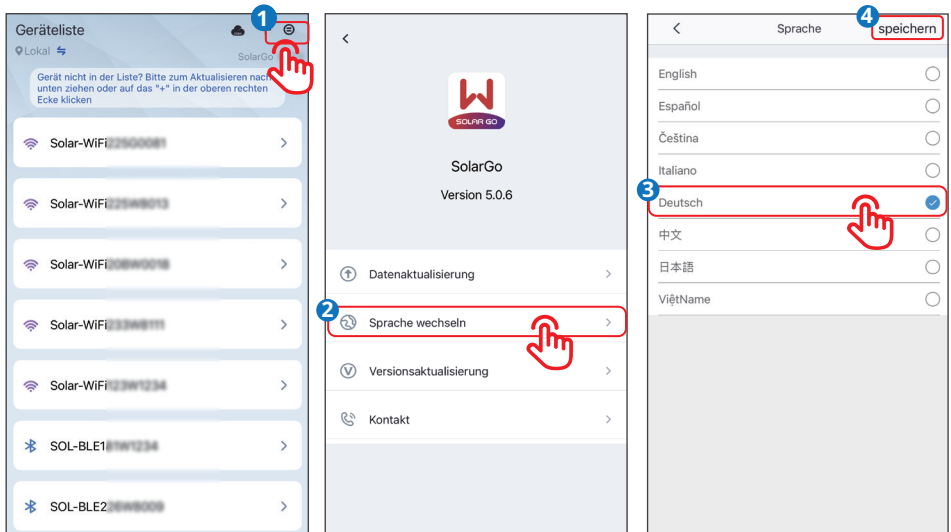 1
Geräteliste
Lokal
SolarGo
Gerät nicht in der Liste? Bitte zum Aktualisieren nach
unten ziehen oder auf das "+" in der oberen rechten
Ecke klicken
Solar-WiFi
Solar-WiFi
Solar-WiFi
Solar-WiFi
Solar-WiFi
SOL-BLE1
SOL-BLE2
SOLAR GO
SolarGo
Version 5.0.6
Datenaktualisierung
2
Sprache wechseln
Versionsaktualisierung
Kontakt
4
Sprache
speichern
English
Español
Čeština
Italiano
3
Deutsch
中文
日本語
ViệtName